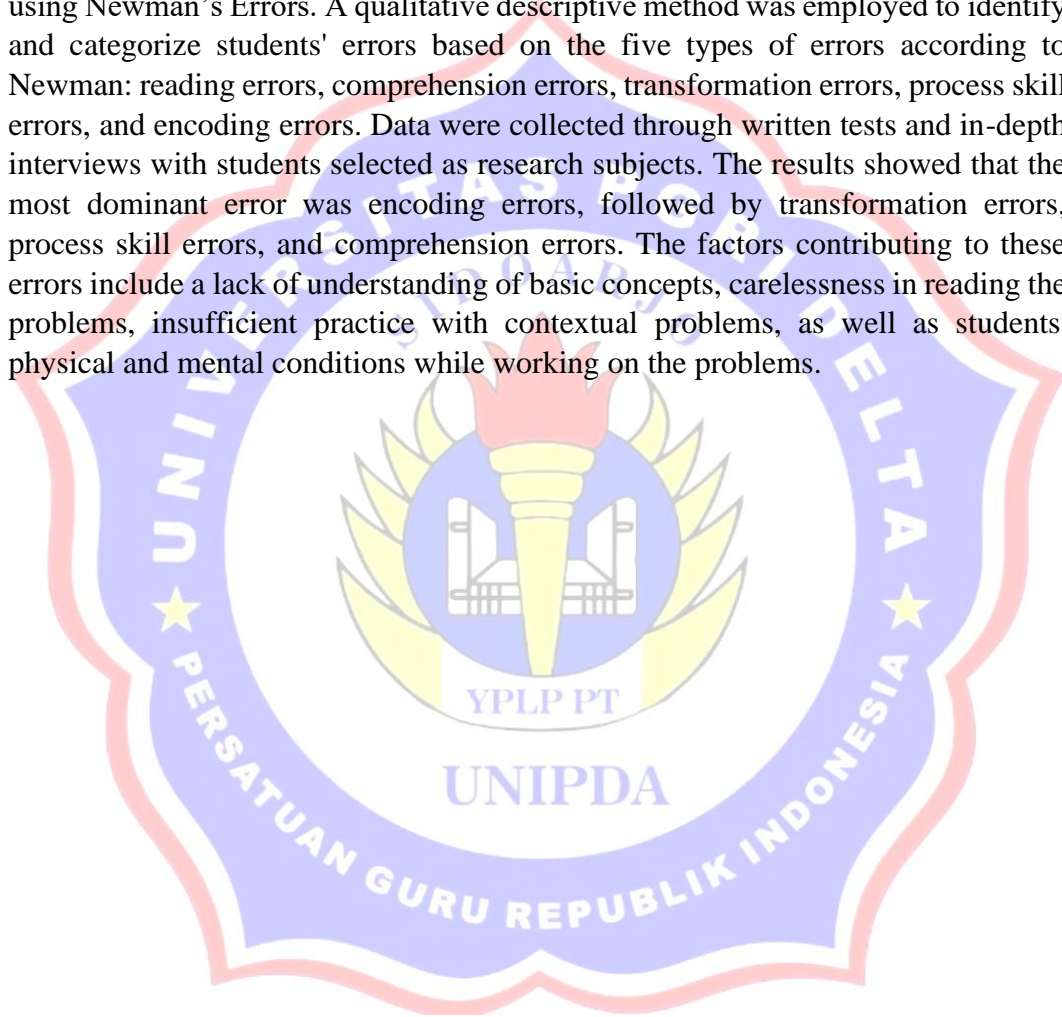 using Newman's Errors. A qualitative descriptive method was employed to identify
and categorize students' errors based on the five types of errors according to
Newman: reading errors, comprehension errors, transformation errors, process skill
errors, and encoding errors. Data were collected through written tests and in-depth
interviews with students selected as research subjects. The results showed that the
most dominant error was encoding errors, followed by transformation errors,
process skill errors, and comprehension errors. The factors contributing to these
errors include a lack of understanding of basic concepts, carelessness in reading the
problems, insufficient practice with contextual problems, as well as students
physical and mental conditions while working on the problems.
UNIVERSITAS PGRI DELTA
SIDOARJO
YPLP PT
UNIPDA
PERSATUAN GURU REPUBLIK INDONESIA